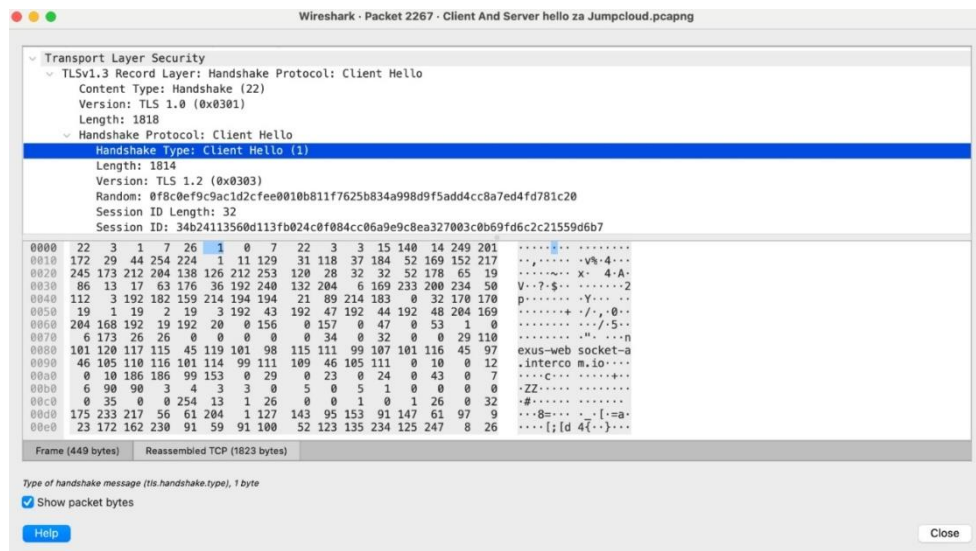 Wireshark · Packet 2267 · Client And Server hello za Jumpcloud.pcapng
Transport Layer Security
TLSv1.3 Record Layer: Handshake Protocol: Client Hello
Content Type: Handshake (22)
Version: TLS 1.0 (0x0301)
Length: 1818
Handshake Protocol: Client Hello
Handshake Type: Client Hello (1)
Length: 1814
Version: TLS 1.2 (0x0303)
Random: 0f8c0ef9c9ac1d2cfee0010b811f7625b834a998d9f5add4cc8a7ed4fd781c20
Session ID Length: 32
Session ID: 34b24113560d113fb024c0f084cc06a9e9c8ea327003c0b69fd6c2c21559d6b7
0000 22 3 1 7 26 1 0 7 22 3 3 15 140 14 249 201 ················
0010 172 29 44 254 224 1 11 129 31 118 37 184 52 169 152 217 ··,····· ·v%·4···
0020 245 173 212 204 138 126 212 253 120 28 32 32 52 178 65 19 ·····~·· x·  4·A·
0030 86 13 17 63 176 36 192 240 132 204 6 169 233 200 234 50 V··?·$·· ·······2
0040 112 3 192 182 159 214 194 194 21 89 214 183 0 32 170 170 p······· ·Y··· ··
0050 19 1 19 2 19 3 192 43 192 47 192 44 192 48 204 169 ·······+ ·/·,·0··
0060 204 168 192 19 192 20 0 156 0 157 0 47 0 53 1 0 ········ ···/·5··
0070 6 173 26 26 0 0 0 0 0 34 0 32 0 0 29 110 ········ ·"· ···n
0080 101 120 117 115 45 119 101 98 115 111 99 107 101 116 45 97 exus-web socket-a
0090 46 105 110 116 101 114 99 111 109 46 105 111 0 10 0 12 .interco m.io····
00a0 0 10 186 186 99 153 0 29 0 23 0 24 0 43 0 7 ····c··· ·····+··
00b0 6 90 90 3 4 3 3 0 5 0 5 1 0 0 0 0 ·ZZ····· ········
00c0 0 35 0 0 254 13 1 26 0 0 1 0 1 26 0 32 ·#······ ·······
00d0 175 233 217 56 61 204 1 127 143 95 153 91 147 61 97 9 ···8=··· ·_·[·=a·
00e0 23 172 162 230 91 59 91 100 52 123 135 234 125 247 8 26 ····[;[d 4{··}···
Frame (449 bytes) Reassembled TCP (1823 bytes)
Type of handshake message (tls.handshake.type), 1 byte
Show packet bytes
Help Close